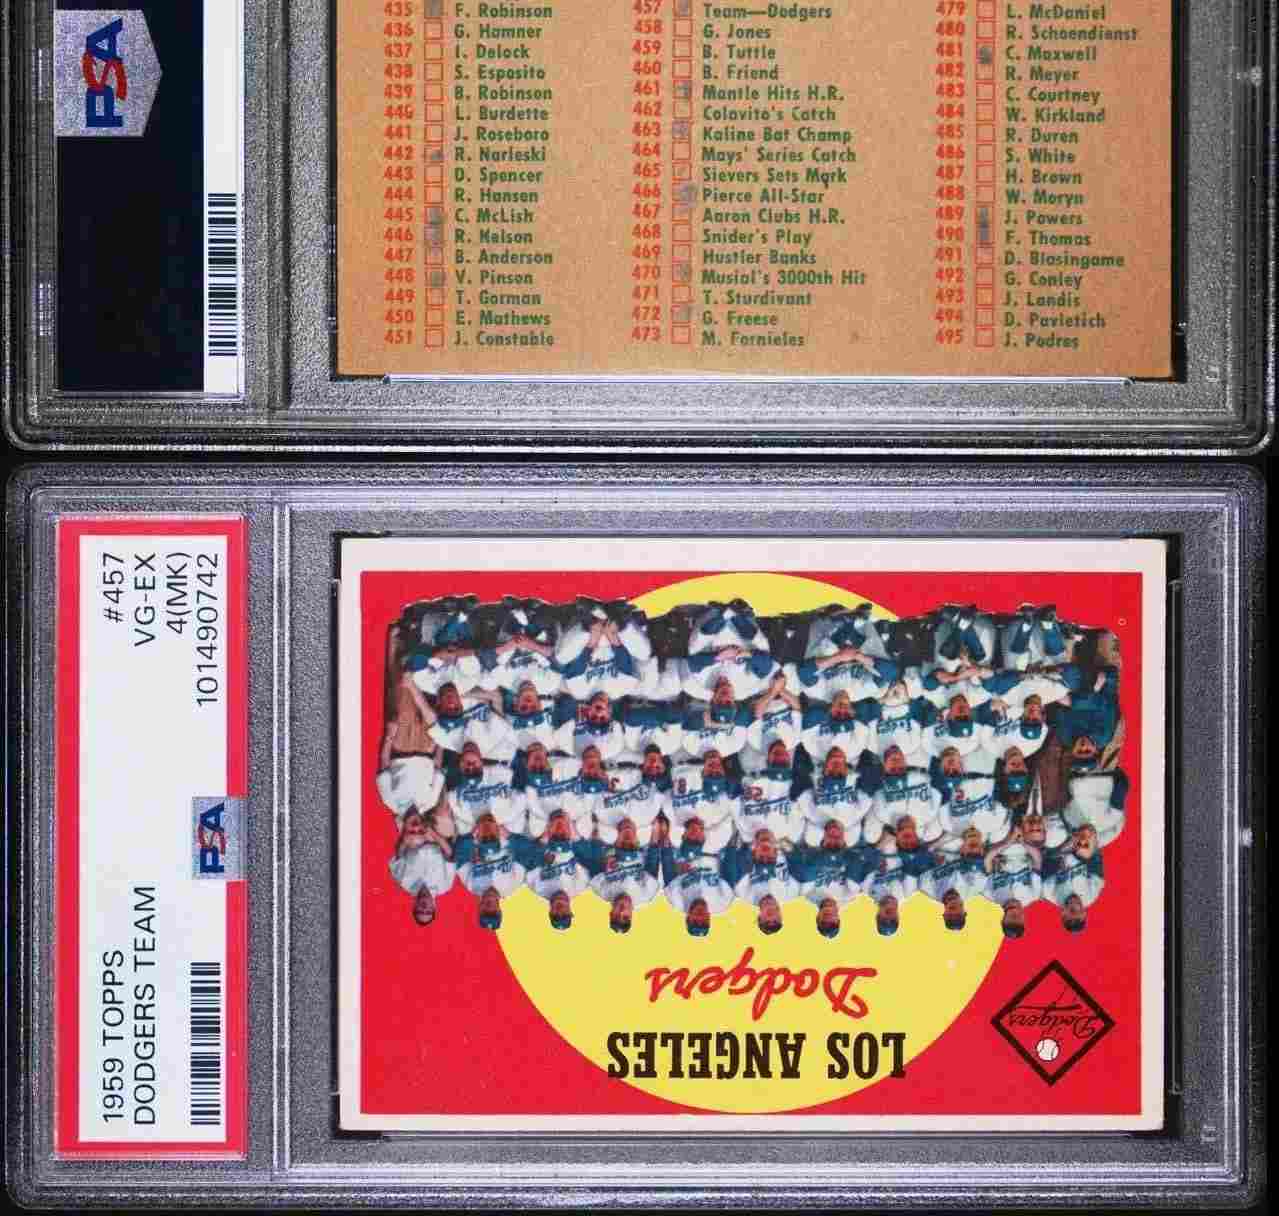 PSA
435 F. Robinson
436 G. Hamner
437 I. Delock
438 S. Esposito
439 B. Robinson
440 L. Burdette
441 J. Roseboro
442 R. Narleski
443 D. Spencer
444 R. Hansen
445 C. McLish
446 R. Nelson
447 B. Anderson
448 V. Pinson
449 T. Gorman
450 E. Mathews
451 J. Constable
457 Team—Dodgers
458 G. Jones
459 B. Tuttle
460 B. Friend
461 Mantle Hits H.R.
462 Colavito's Catch
463 Kaline Bat Champ
464 Mays' Series Catch
465 Sievers Sets Mark
466 Pierce All-Star
467 Aaron Clubs H.R.
468 Snider's Play
469 Hustler Banks
470 Musial's 3000th Hit
471 T. Sturdivant
472 G. Freese
473 M. Fornieles
479 L. McDaniel
480 R. Schoendienst
481 C. Maxwell
482 R. Meyer
483 C. Courtney
484 W. Kirkland
485 R. Duren
486 S. White
487 H. Brown
488 W. Moryn
489 J. Powers
490 F. Thomas
491 D. Blasingame
492 G. Conley
493 J. Landis
494 D. Pavletich
495 J. Podres
1959 TOPPS
DODGERS TEAM
#457
VG-EX
4(MK)
101490742
PSA
LOS ANGELES
Dodgers
Dodgers